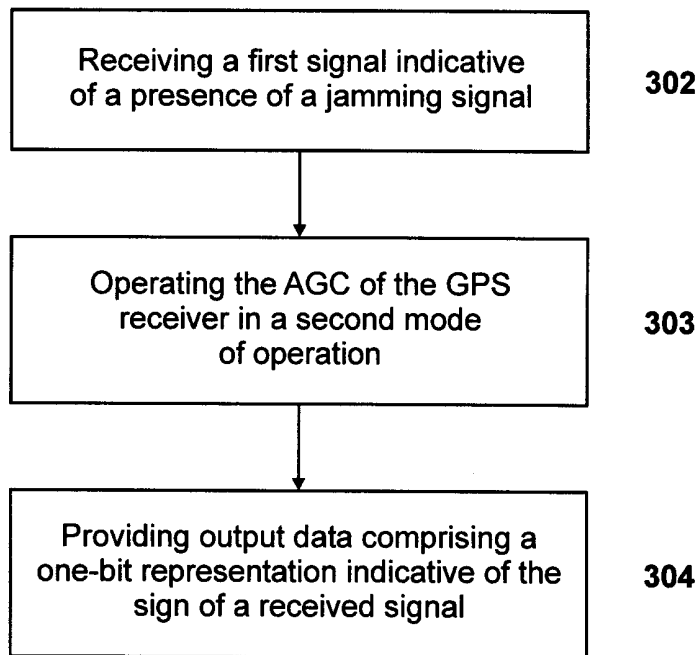 Receiving a first signal indicative
of a presence of a jamming signal
302
Operating the AGC of the GPS
receiver in a second mode
of operation
303
Providing output data comprising a
one-bit representation indicative of the
sign of a received signal
304